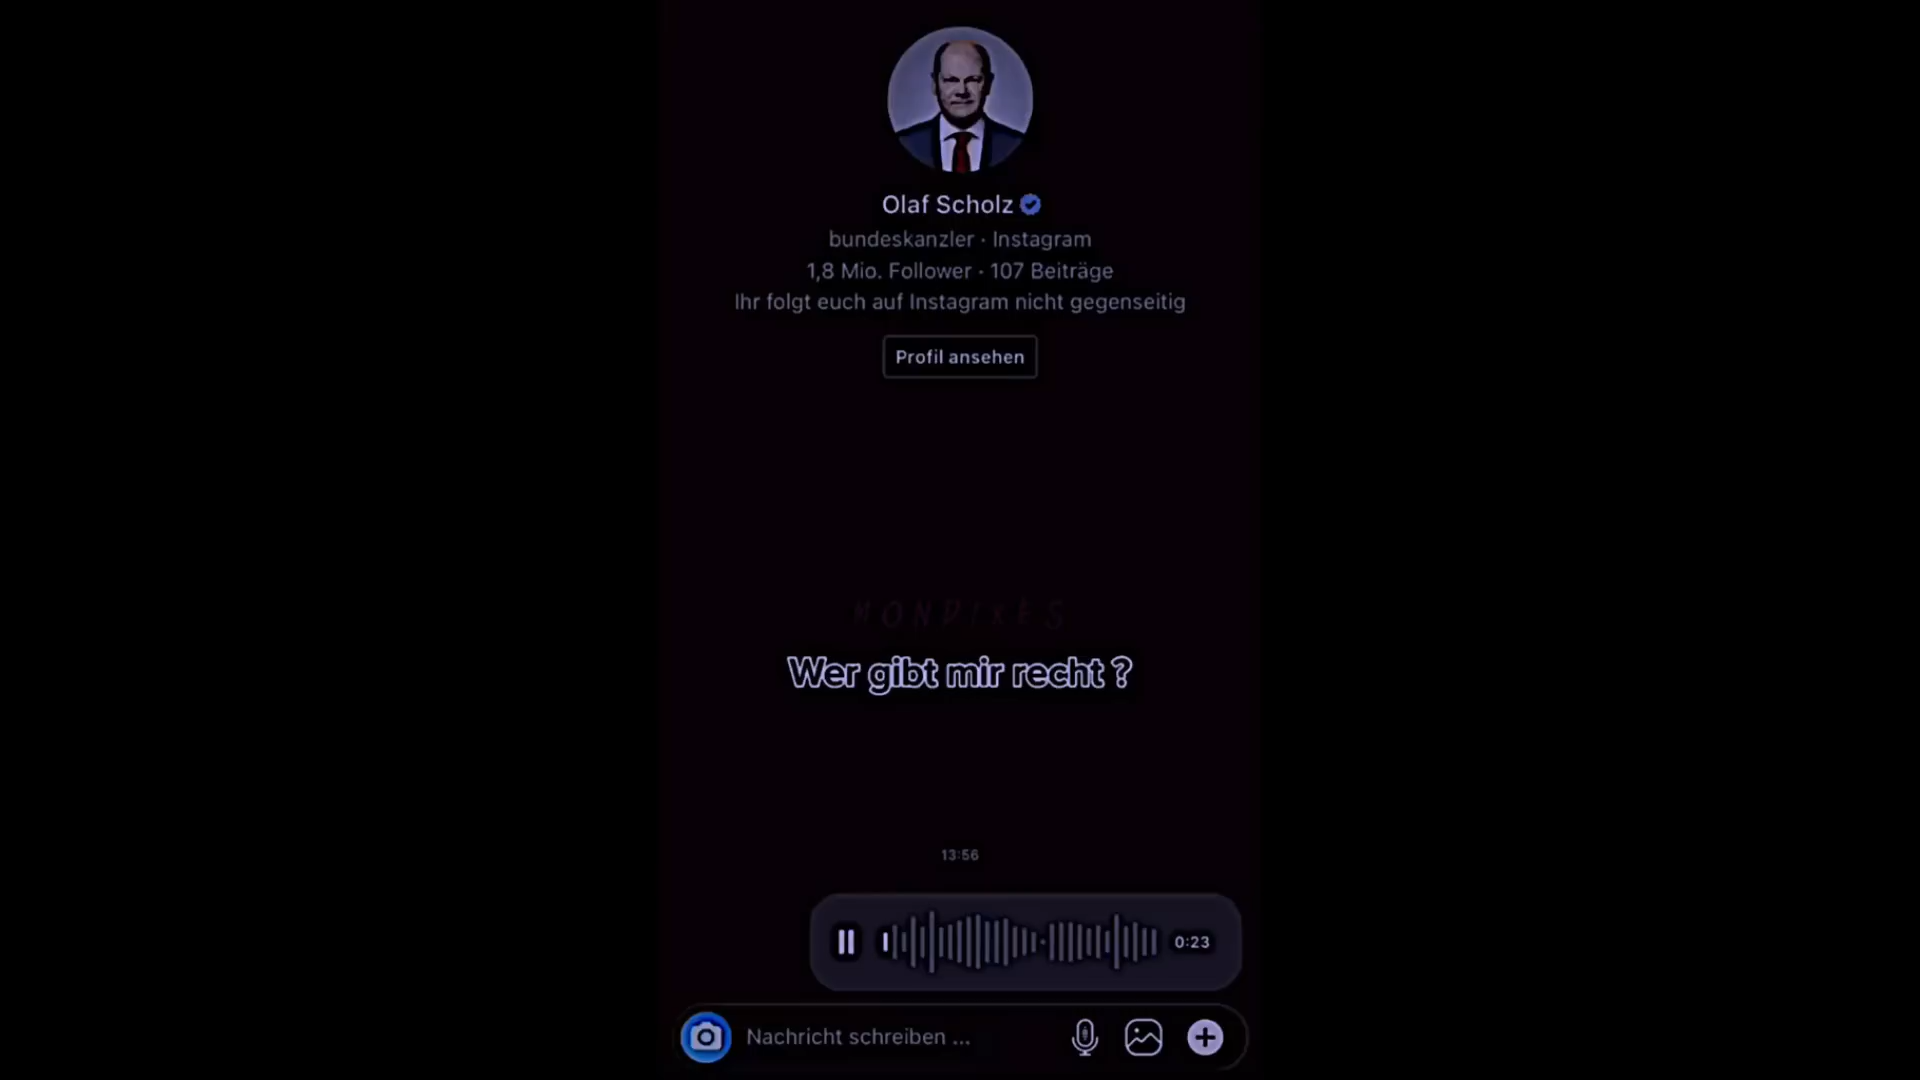 Olaf Scholz
bundeskanzler · Instagram
1,8 Mio. Follower · 107 Beiträge
Ihr folgt euch auf Instagram nicht gegenseitig
Profil ansehen
MONDIXES
Wer gibt mir recht ?
13:56
0:23
Nachricht schreiben ...